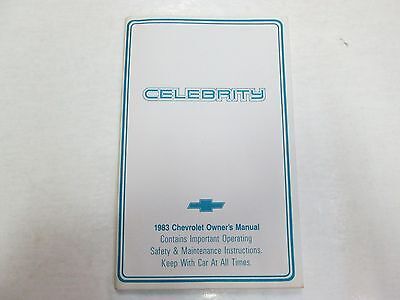 CELEBRITY
1983 Chevrolet Owner's Manual
Contains Important Operating
Safety & Maintenance Instructions.
Keep With Car At All Times.